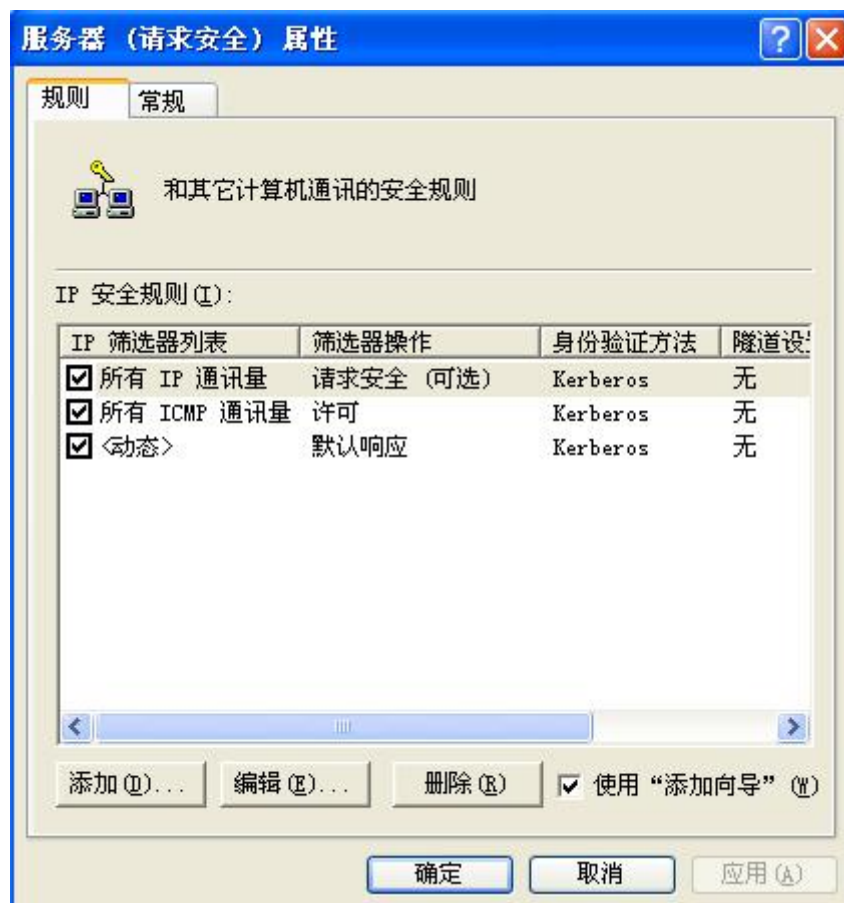 服务器 (请求安全) 属性
规则 常规
和其它计算机通讯的安全规则
IP 安全规则(I):
IP 筛选器列表 筛选器操作 身份验证方法 隧道设
所有 IP 通讯量 请求安全 (可选) Kerberos 无
所有 ICMP 通讯量 许可 Kerberos 无
<动态> 默认响应 Kerberos 无
添加(D)... 编辑(E)... 删除(R) 使用“添加向导”(W)
确定 取消 应用(A)